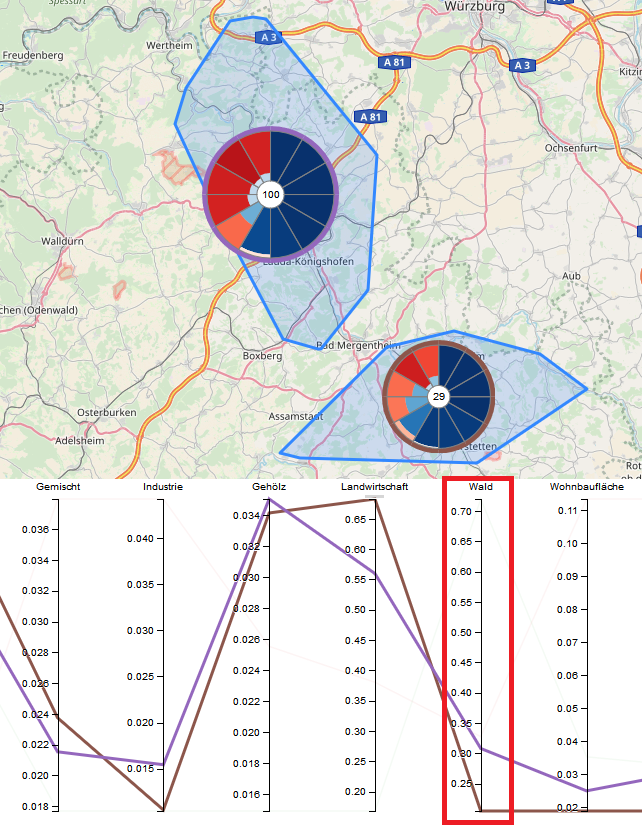 Spessart
Würzburg
A 7
Freudenberg
Wertheim
A 3
A 81
A 3
Kitzi
A 81
Ochsenfurt
100
Walldürn
Lauda-Königshofen
chen (Odenwald)
Aub
Boxberg
Bad Mergentheim
m
29
Osterburken
Assamstadt
Adelsheim
stetten
Rot
ob d
Gemischt
Industrie
Gehölz
Landwirtschaft
Wald
Wohnbaufläche
0.036
0.034
0.032
0.030
0.028
0.026
0.024
0.022
0.020
0.018
0.040
0.035
0.030
0.025
0.020
0.015
0.034
0.032
0.030
0.028
0.026
0.024
0.022
0.020
0.018
0.016
0.65
0.60
0.55
0.50
0.45
0.40
0.35
0.30
0.25
0.20
0.70
0.65
0.60
0.55
0.50
0.45
0.40
0.35
0.30
0.25
0.11
0.10
0.09
0.08
0.07
0.06
0.05
0.04
0.03
0.02